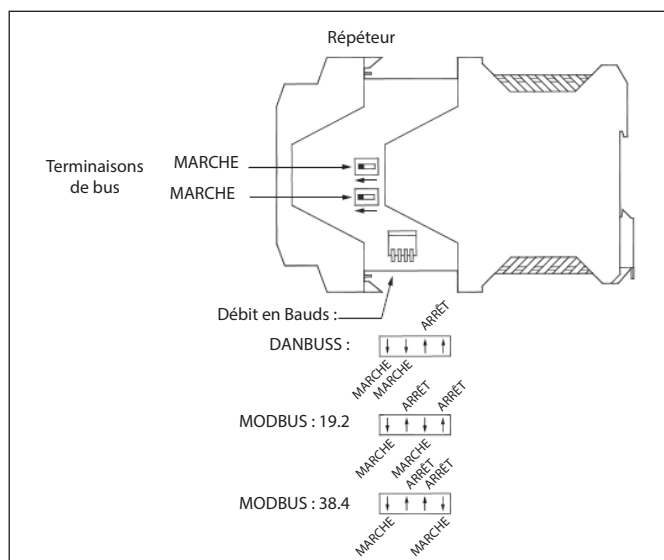 Répéteur
Terminaisons
de bus
MARCHE
MARCHE
Débit en Bauds :
ARRÊT
DANBUSS :
MARCHE
MARCHE
ARRÊT
ARRÊT
MODBUS : 19.2
MARCHE
MARCHE
ARRÊT
ARRÊT
MODBUS : 38.4
MARCHE
MARCHE